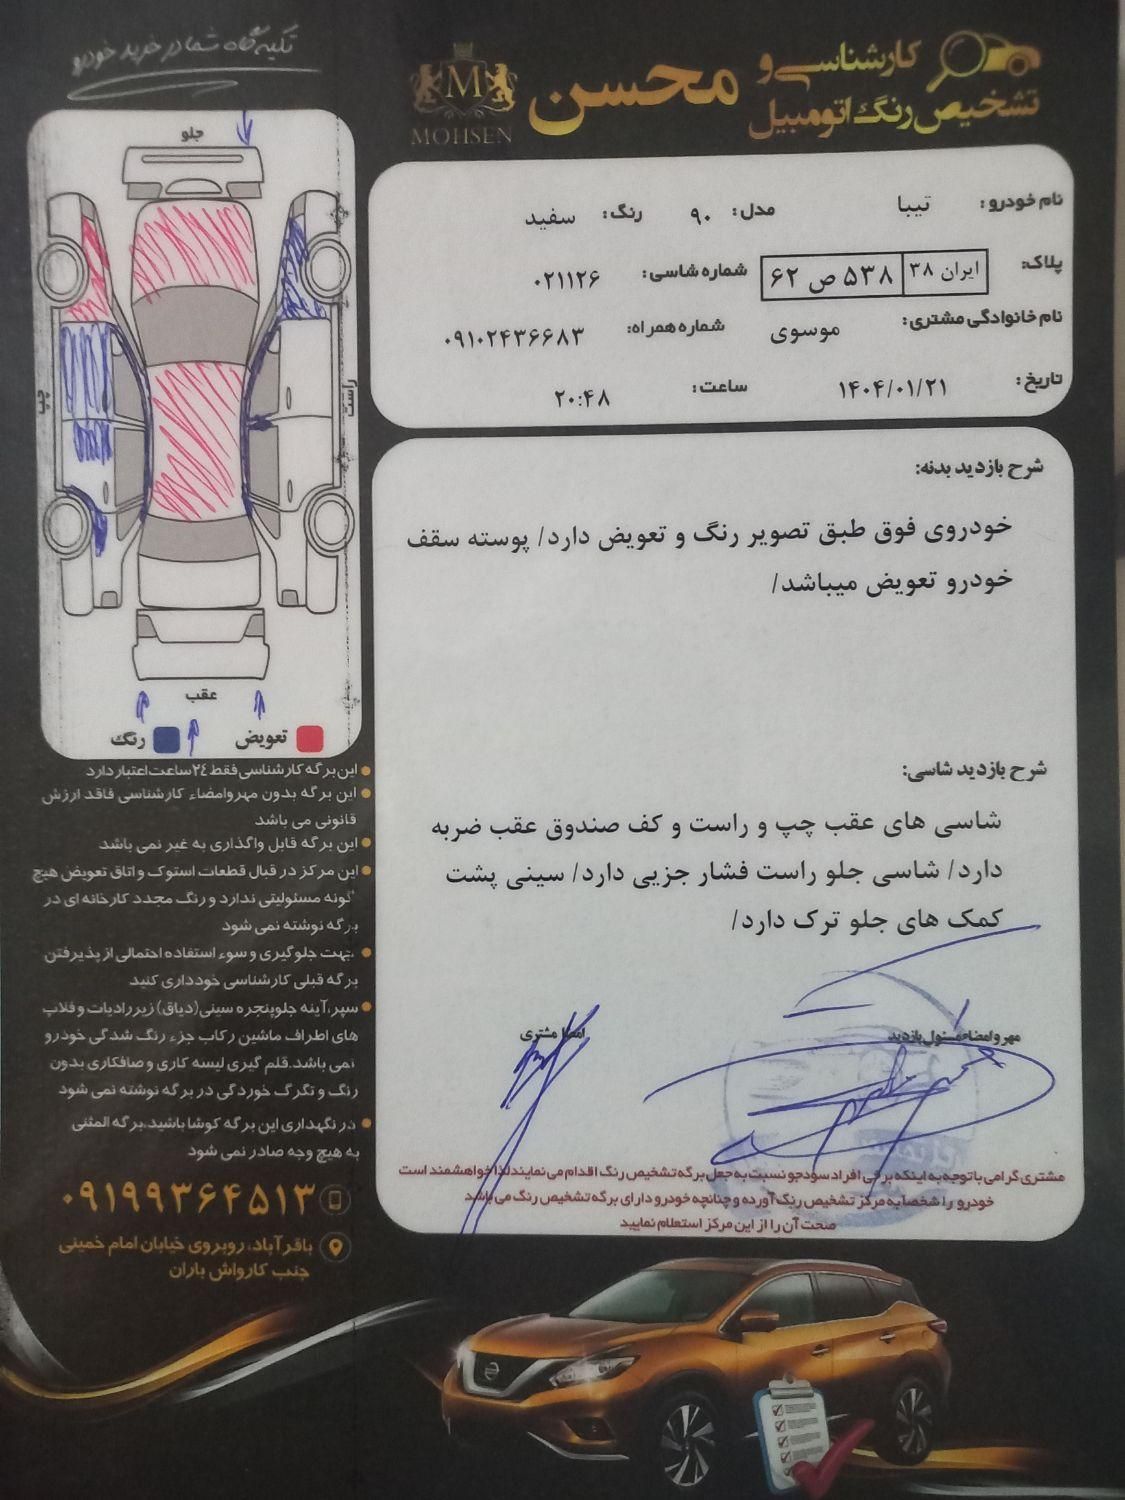 تکیه گاه شما در خرید خودرو
کارشناسی و
تشخیص رنگ اتومبیل
محسن
M
MOHSEN
نام خودرو: تیبا مدل: ۹۰ رنگ: سفید
پلاک: ایران ۳۸ ۵۳۸ ص ۶۲ شماره شاسی: ۰۲۱۱۲۶
نام خانوادگی مشتری: موسوی شماره همراه: ۰۹۱۰۲۴۳۶۶۸۳
تاریخ: ۱۴۰۴/۰۱/۲۱ ساعت: ۲۰:۴۸
شرح بازدید بدنه:
خودروی فوق طبق تصویر رنگ و تعویض دارد/ پوسته سقف
خودرو تعویض میباشد/
شرح بازدید شاسی:
شاسی های عقب چپ و راست و کف صندوق عقب ضربه
دارد/ شاسی جلو راست فشار جزیی دارد/ سینی پشت
کمک های جلو ترک دارد/
مهر و امضاء مسئول بازدید
امضا مشتری
مشتری گرامی با توجه به اینکه برخی افراد سودجو نسبت به جعل برگه تشخیص رنگ اقدام می نمایند لذا خواهشمند است
خودرو را شخصا به مرکز تشخیص رنگ آورده و چنانچه خودرو دارای برگه تشخیص رنگ می باشد
صحت آن را از این مرکز استعلام نمایید
جلو
چپ
راست
عقب
تعویض
رنگ
این برگه کارشناسی فقط ۲۴ ساعت اعتبار دارد
این برگه بدون مهر و امضاء کارشناسی فاقد ارزش
قانونی می باشد
این برگه قابل واگذاری به غیر نمی باشد
این مرکز در قبال قطعات استوک و اتاق تعویض هیچ
گونه مسئولیتی ندارد و رنگ مجدد کارخانه ای در
برگه نوشته نمی شود
جهت جلوگیری و سوء استفاده احتمالی از پذیرفتن
برگه قبلی کارشناسی خودداری کنید
سپر، آینه جلوپنجره سینی (دیاق) زیر رادیات و قلاب
های اطراف ماشین رکاب جزء رنگ شدگی خودرو
نمی باشد. قلم گیری لیسه کاری و صافکاری بدون
رنگ و تگرگ خوردگی در برگه نوشته نمی شود
در نگهداری این برگه کوشا باشید، برگه المثنی
به هیچ وجه صادر نمی شود
۰۹۱۹۹۳۶۴۵۱۳
باقرآباد، روبروی خیابان امام خمینی
جنب کارواش باران